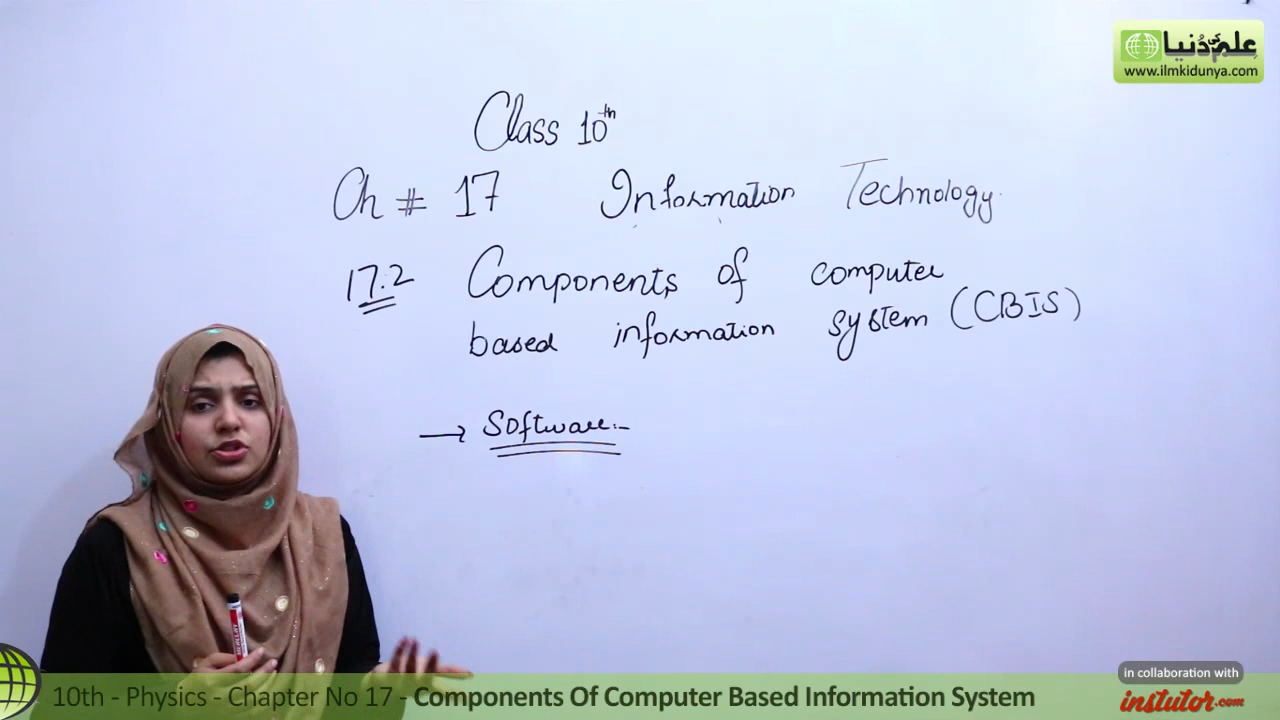 علم کی دُنیا
www.ilmkidunya.com
Class 10th
Ch # 17 Information Technology
17.2 Components of computer
based information system (CBIS)
→ Software:-
in collaboration with
10th - Physics - Chapter No 17 - Components Of Computer Based Information System
instutor.com